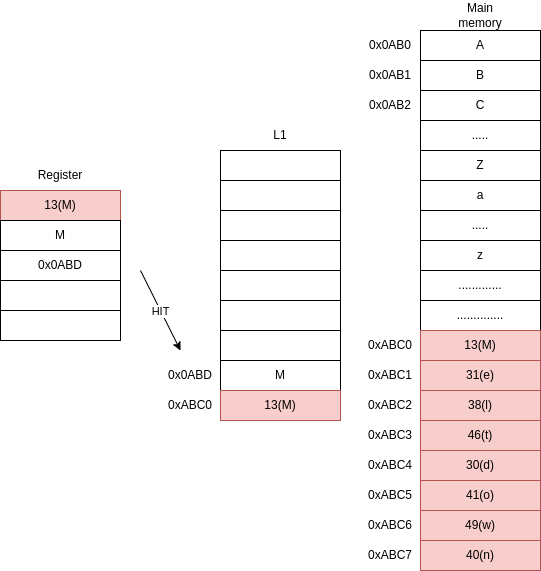 Register
13(M)
M
0x0ABD
HIT
L1
0x0ABD M
0xABC0 13(M)
Main
memory
0x0AB0 A
0x0AB1 B
0x0AB2 C
.....
Z
a
.....
z
.............
..............
0xABC0 13(M)
0xABC1 31(e)
0xABC2 38(l)
0xABC3 46(t)
0xABC4 30(d)
0xABC5 41(o)
0xABC6 49(w)
0xABC7 40(n)